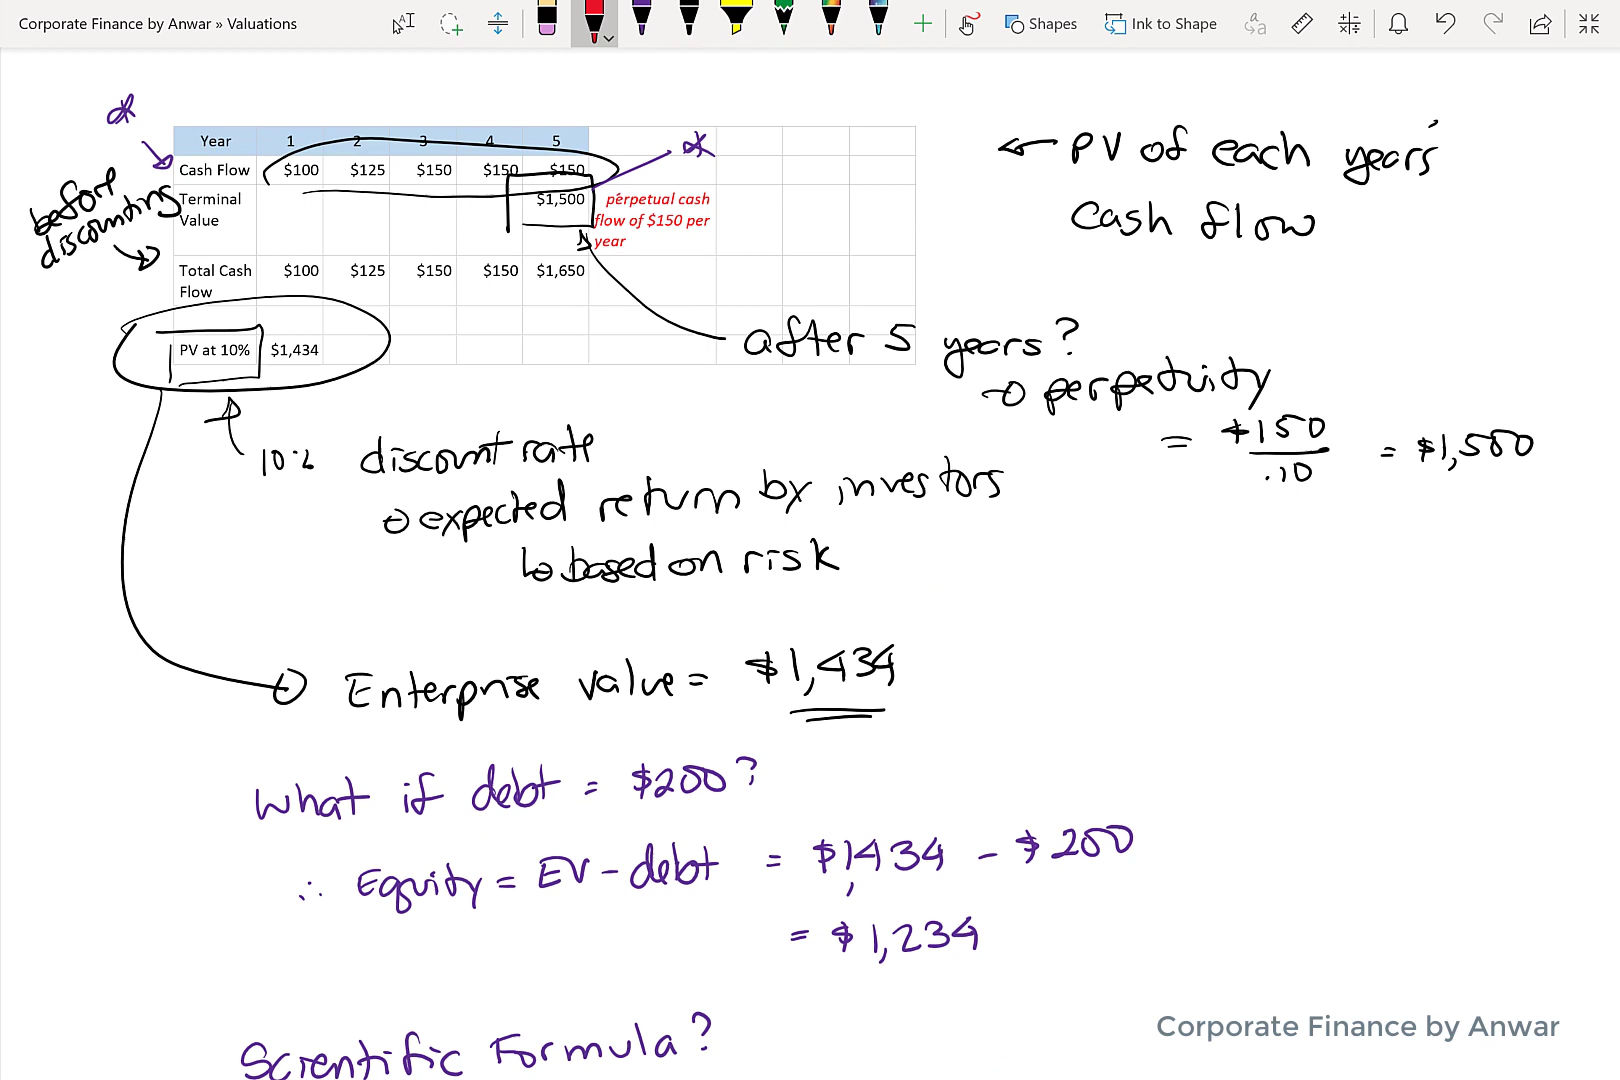 Corporate Finance by Anwar » Valuations
Shapes
Ink to Shape
Year 1 2 3 4 5
Cash Flow $100 $125 $150 $150 $150
Terminal Value $1,500 perpetual cash flow of $150 per year
Total Cash Flow $100 $125 $150 $150 $1,650
PV at 10% $1,434
before discounting
← PV of each years'
Cash flow
after 5 years?
→ perpetuity
= $150 / .10 = $1,500
10% discount rate
→ expected return by investors
↳ based on risk
→ Enterprise value = $1,434
What if debt = $200?
∴ Equity = EV - debt = $1,434 - $200
= $1,234
Scientific Formula?
Corporate Finance by Anwar